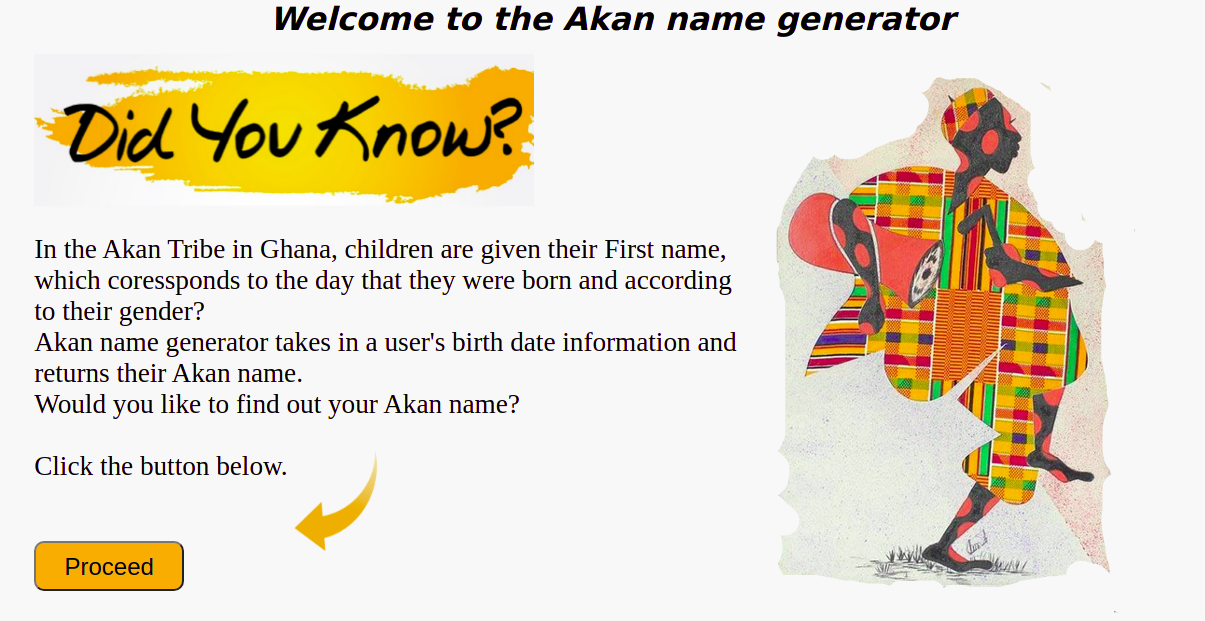 Welcome to the Akan name generator
Did You Know?
In the Akan Tribe in Ghana, children are given their First name,
which coressponds to the day that they were born and according
to their gender?
Akan name generator takes in a user's birth date information and
returns their Akan name.
Would you like to find out your Akan name?
Click the button below.
Proceed